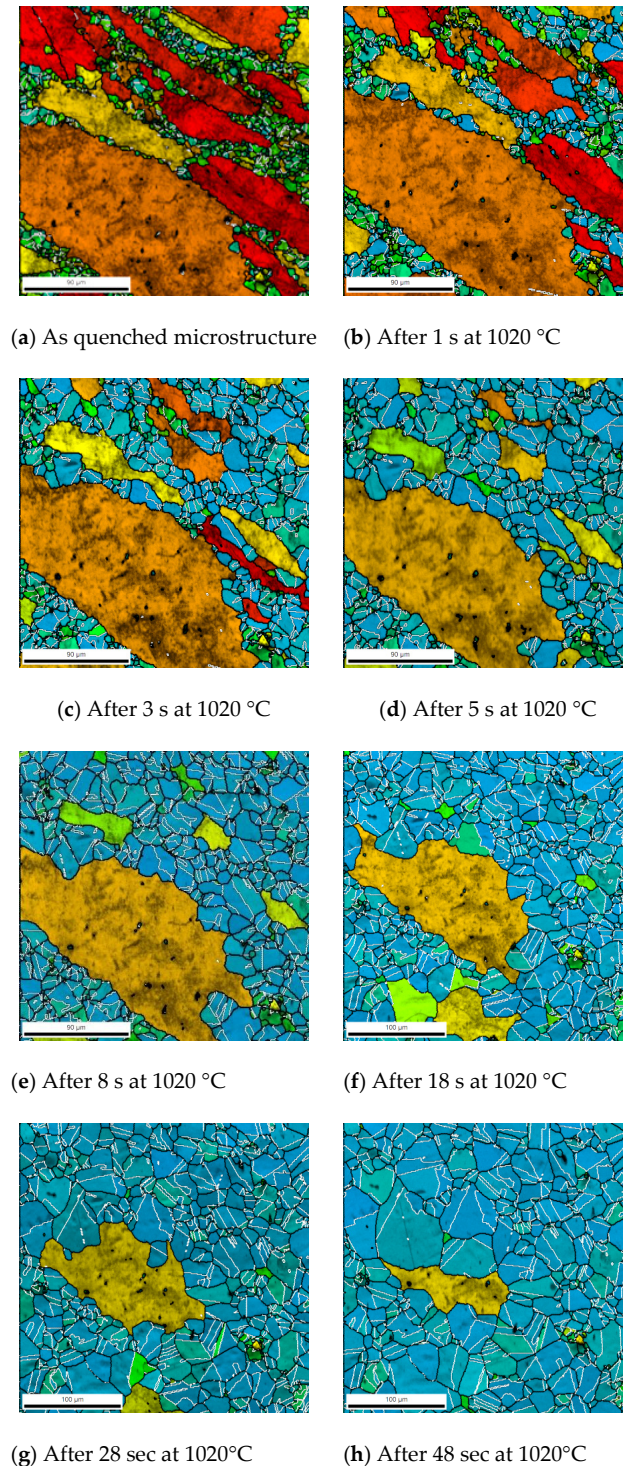 90 µm
90 µm
(a) As quenched microstructure
(b) After 1 s at 1020 °C
90 µm
90 µm
(c) After 3 s at 1020 °C
(d) After 5 s at 1020 °C
90 µm
100 µm
(e) After 8 s at 1020 °C
(f) After 18 s at 1020 °C
100 µm
100 µm
(g) After 28 sec at 1020°C
(h) After 48 sec at 1020°C